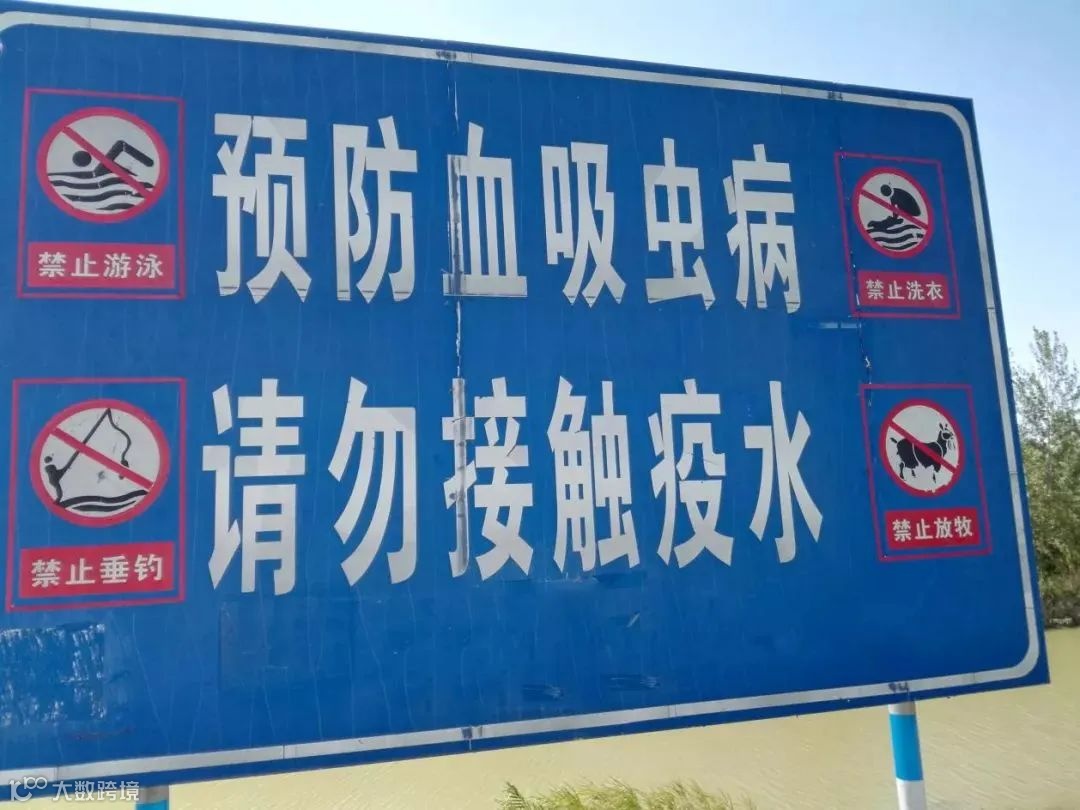 预防血吸虫病
请勿接触疫水
禁止游泳
禁止洗衣
禁止垂钓
禁止放牧
大数跨境